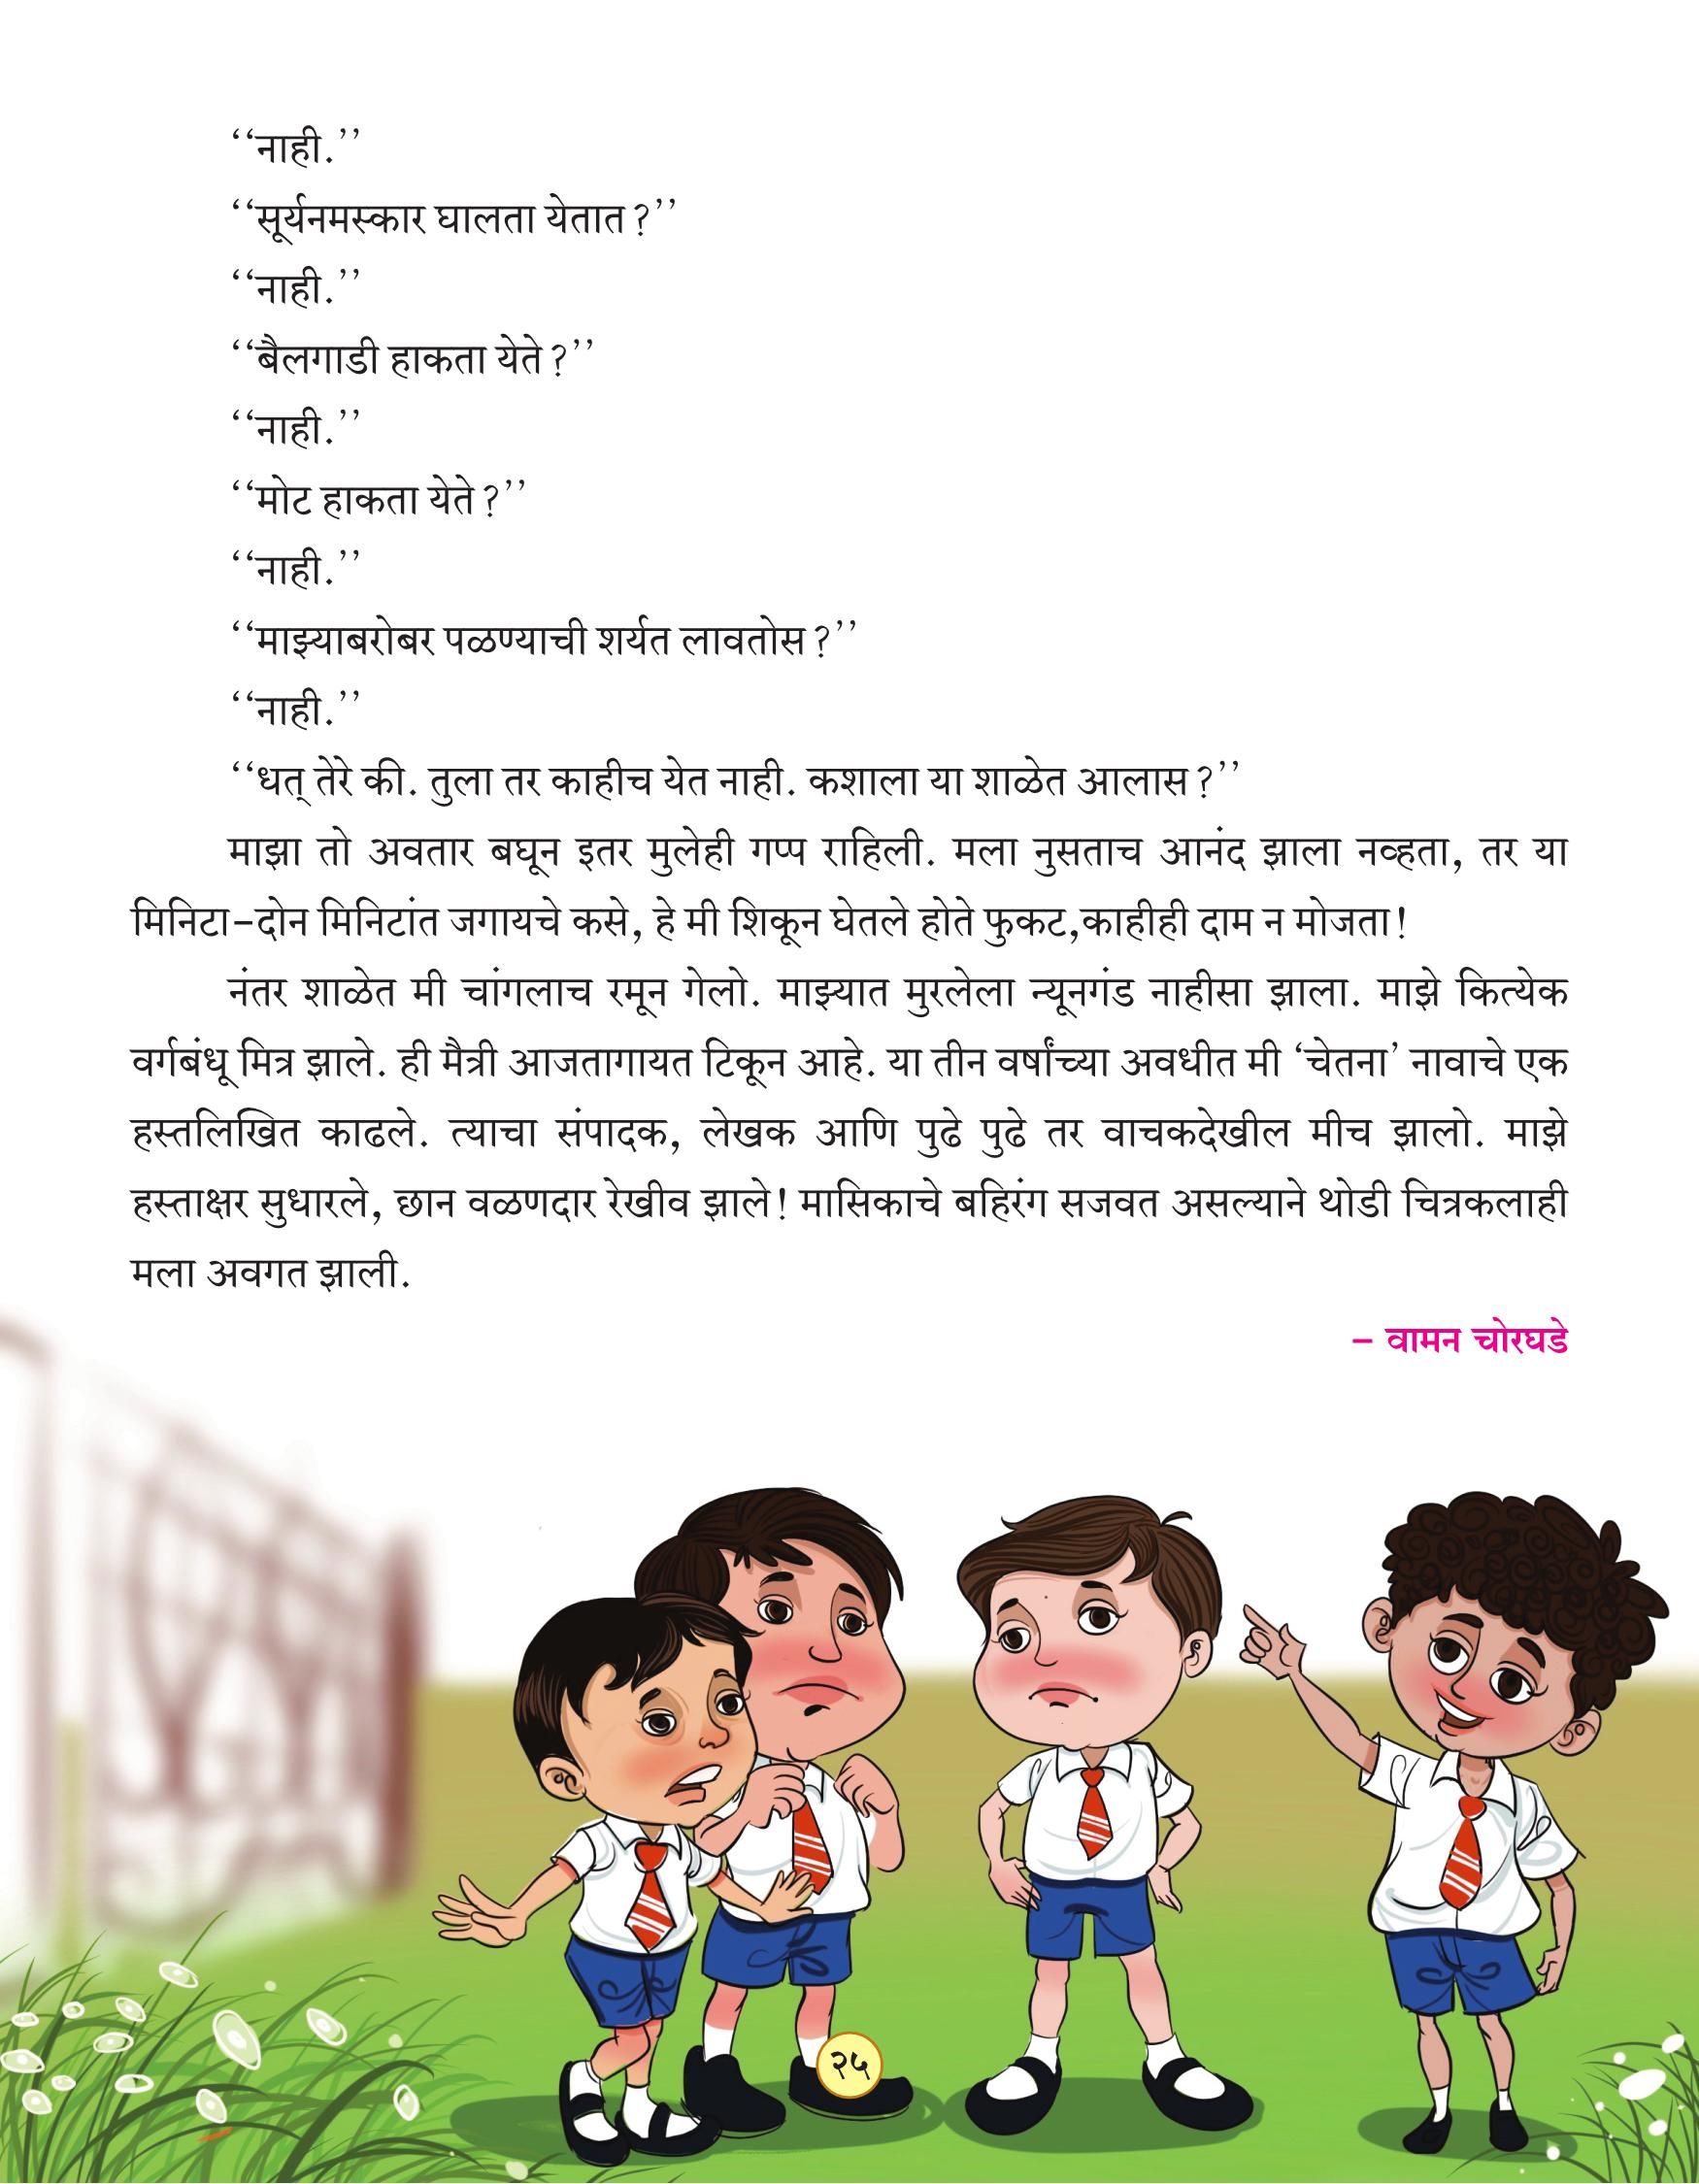 ‘‘नाही.’’
‘‘सूर्यनमस्कार घालता येतात?’’
‘‘नाही.’’
‘‘बैलगाडी हाकता येते?’’
‘‘नाही.’’
‘‘मोट हाकता येते?’’
‘‘नाही.’’
‘‘माझ्याबरोबर पळण्याची शर्यत लावतोस?’’
‘‘नाही.’’
‘‘धत् तेरे की. तुला तर काहीच येत नाही. कशाला या शाळेत आलास?’’
माझा तो अवतार बघून इतर मुलेही गप्प राहिली. मला नुसताच आनंद झाला नव्हता, तर या
मिनिटा-दोन मिनिटांत जगायचे कसे, हे मी शिकून घेतले होते फुकट,काहीही दाम न मोजता!
नंतर शाळेत मी चांगलाच रमून गेलो. माझ्यात मुरलेला न्यूनगंड नाहीसा झाला. माझे कित्येक
वर्गबंधू मित्र झाले. ही मैत्री आजतागायत टिकून आहे. या तीन वर्षांच्या अवधीत मी ‘चेतना’ नावाचे एक
हस्तलिखित काढले. त्याचा संपादक, लेखक आणि पुढे पुढे तर वाचकदेखील मीच झालो. माझे
हस्ताक्षर सुधारले, छान वळणदार रेखीव झाले! मासिकाचे बहिरंग सजवत असल्याने थोडी चित्रकलाही
मला अवगत झाली.
– वामन चोरघडे
२५